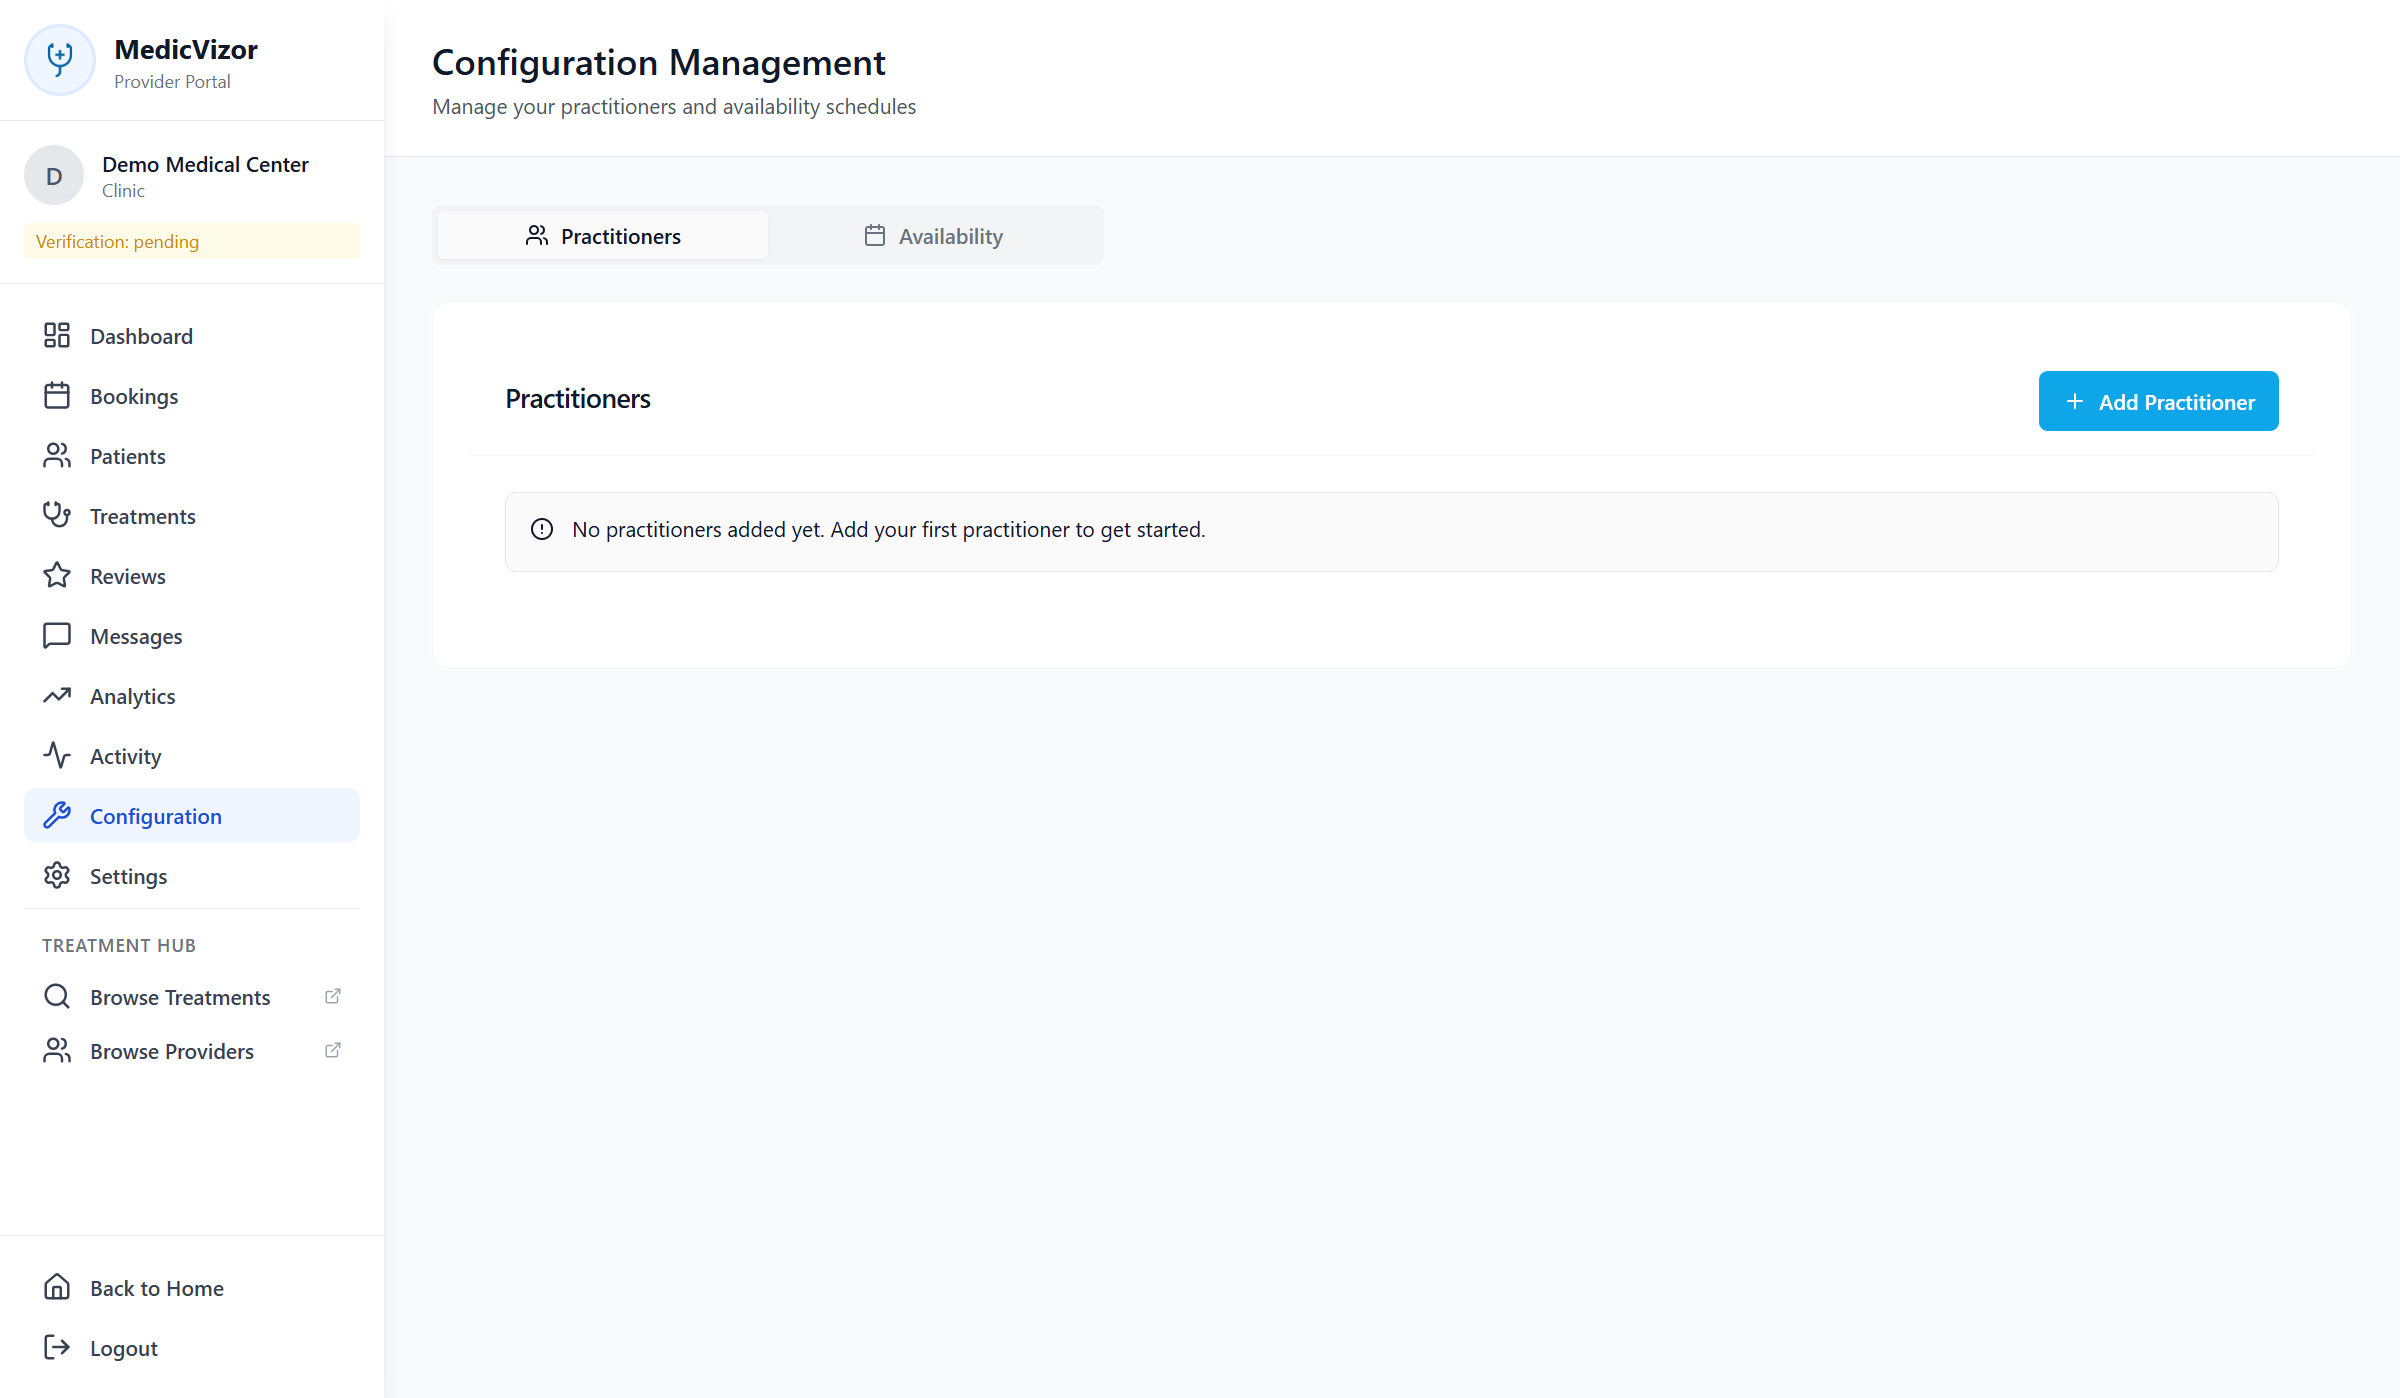 MedicVizor
Provider Portal
D
Demo Medical Center
Clinic
Verification: pending
Dashboard
Bookings
Patients
Treatments
Reviews
Messages
Analytics
Activity
Configuration
Settings
TREATMENT HUB
Browse Treatments
Browse Providers
Back to Home
Logout
Configuration Management
Manage your practitioners and availability schedules
Practitioners
Availability
Practitioners
Add Practitioner
No practitioners added yet. Add your first practitioner to get started.